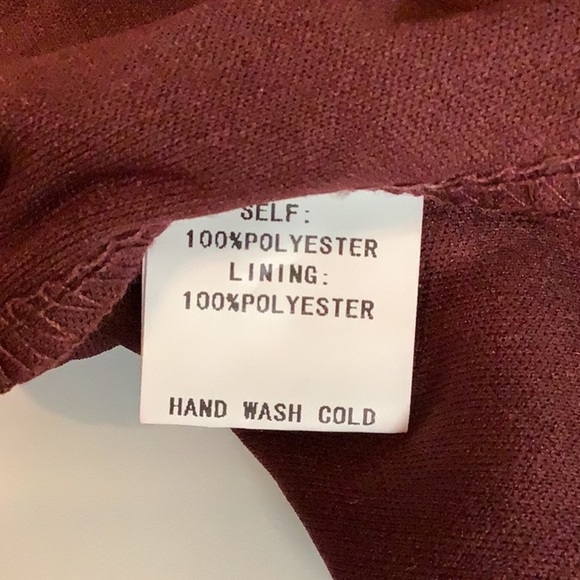 SELF:
100%POLYESTER
LINING:
100%POLYESTER
HAND WASH COLD